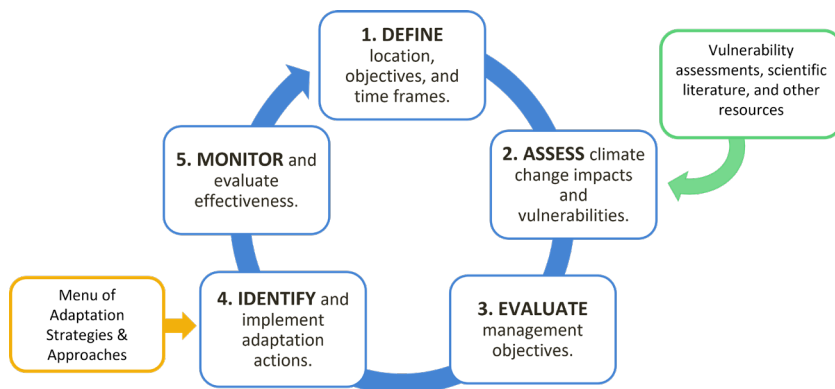 1. DEFINE
location,
objectives, and
time frames.
Vulnerability
assessments, scientific
literature, and other
resources
2. ASSESS climate
change impacts
and
vulnerabilities.
3. EVALUATE
management
objectives.
4. IDENTIFY and
implement
adaptation
actions.
Menu of
Adaptation
Strategies &
Approaches
5. MONITOR and
evaluate
effectiveness.